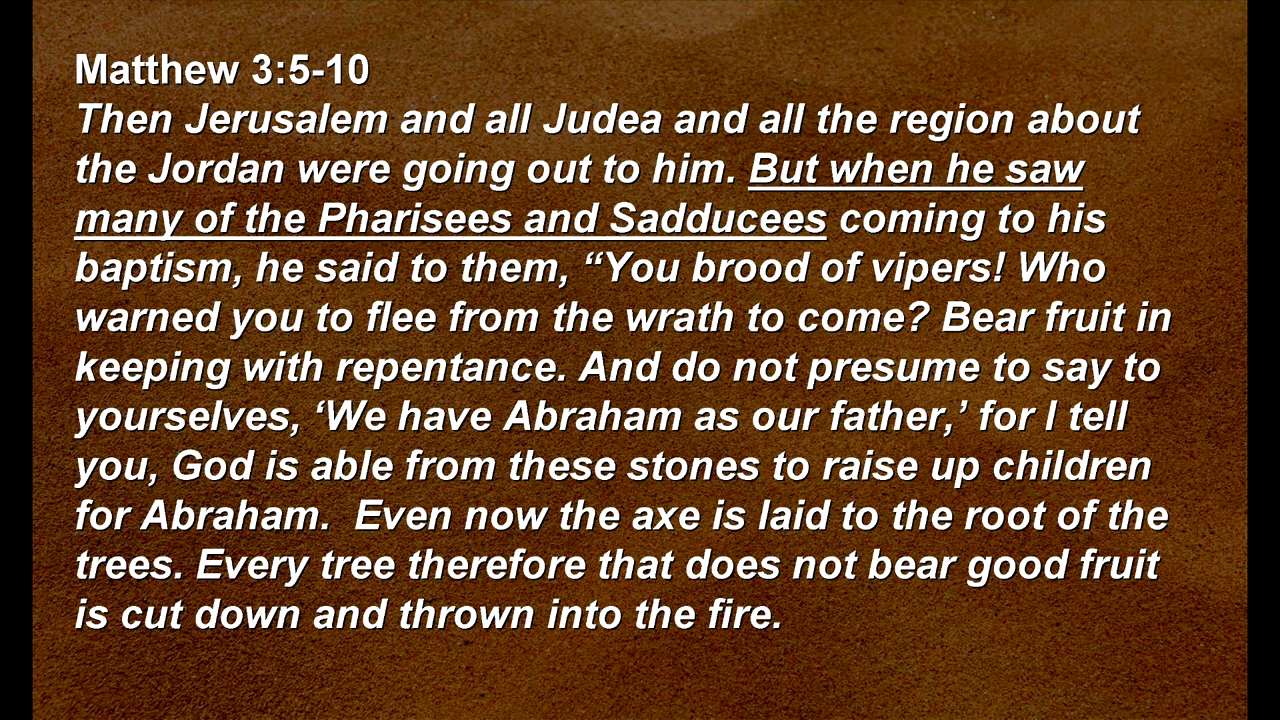 Matthew 3:5-10
Then Jerusalem and all Judea and all the region about
the Jordan were going out to him. But when he saw
many of the Pharisees and Sadducees coming to his
baptism, he said to them, “You brood of vipers! Who
warned you to flee from the wrath to come? Bear fruit in
keeping with repentance. And do not presume to say to
yourselves, ‘We have Abraham as our father,’ for I tell
you, God is able from these stones to raise up children
for Abraham.  Even now the axe is laid to the root of the
trees. Every tree therefore that does not bear good fruit
is cut down and thrown into the fire.